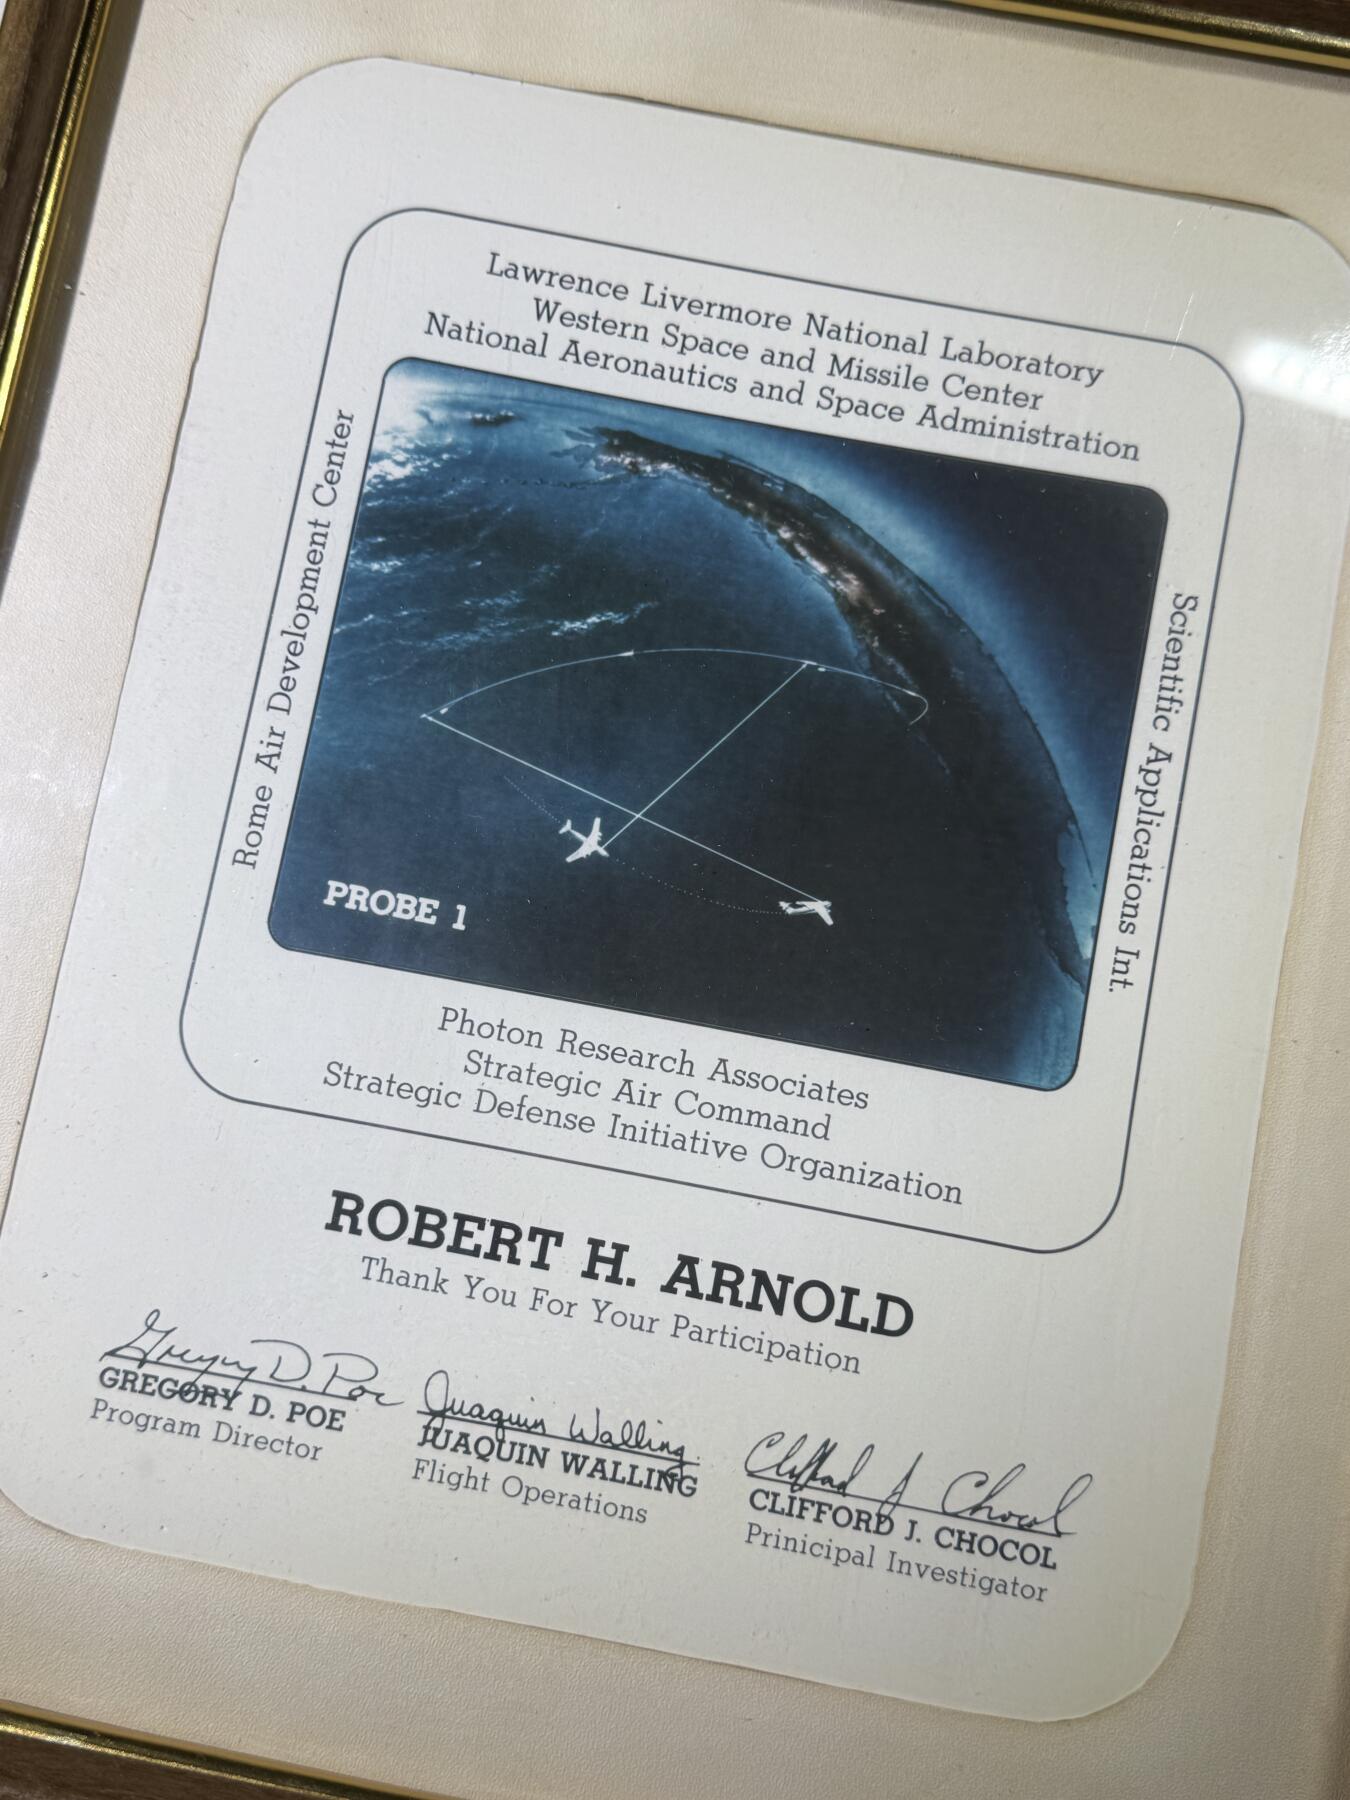 Lawrence Livermore National Laboratory
Western Space and Missile Center
National Aeronautics and Space Administration
Rome Air Development Center
Scientific Applications Int.
PROBE 1
Photon Research Associates
Strategic Air Command
Strategic Defense Initiative Organization
ROBERT H. ARNOLD
Thank You For Your Participation
Gregory D. Poe
GREGORY D. POE
Program Director
Juaquin Walling
JUAQUIN WALLING
Flight Operations
Clifford J Chocol
CLIFFORD J. CHOCOL
Prinicipal Investigator